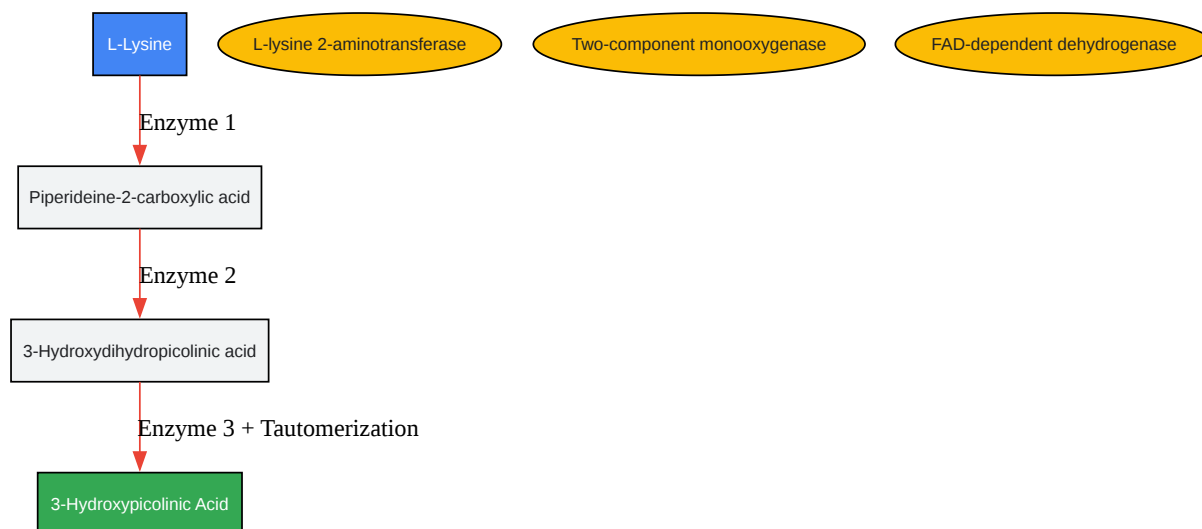 L-Lysine
L-lysine 2-aminotransferase
Two-component monooxygenase
FAD-dependent dehydrogenase
Enzyme 1
Piperideine-2-carboxylic acid
Enzyme 2
3-Hydroxydihydropicolinic acid
Enzyme 3 + Tautomerization
3-Hydroxypicolinic Acid